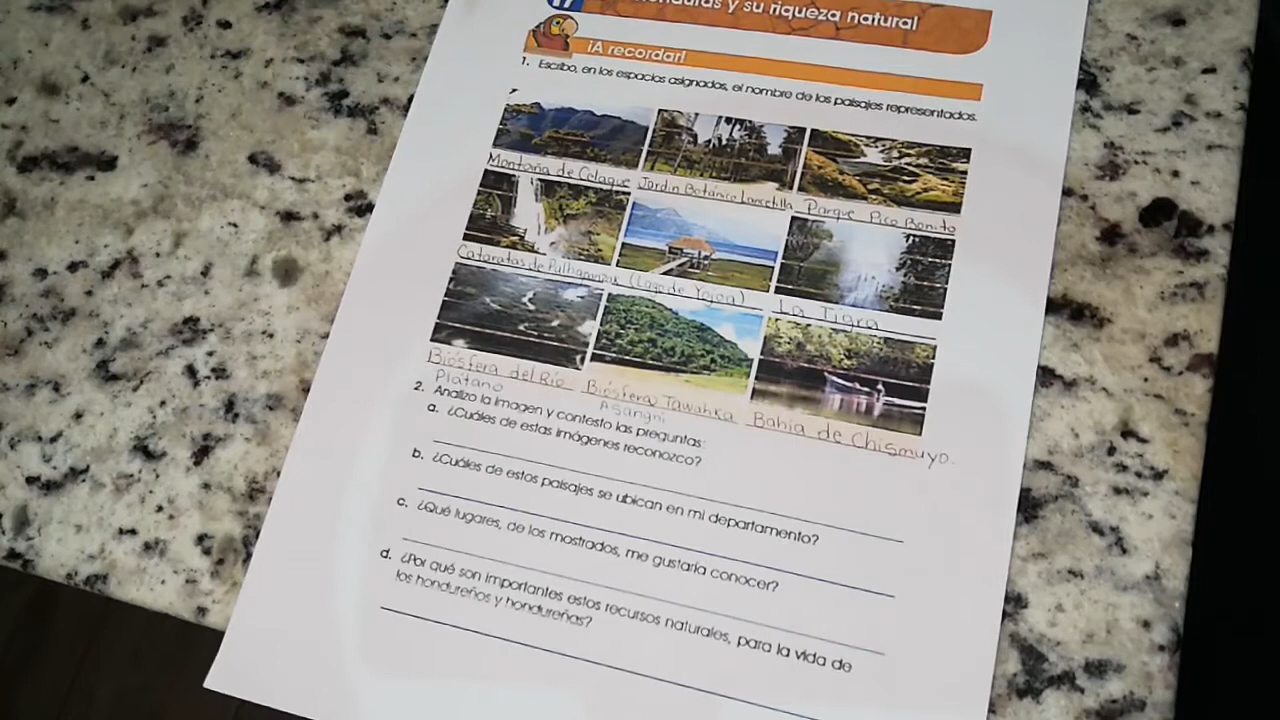 17
Honduras y su riqueza natural
¡A recordar!
1. Escribo, en los espacios asignados, el nombre de los paisajes representados.
Montaña de Celaque Jardin Botánico Lancetilla Parque Pico Bonito
Cataratas de Pulhapanzak (Lago de Yojoa) La Tigra
Biósfera del Río Platano Biósfera Tawahka Asangni Bahia de Chismuyo.
2. Analizo la imagen y contesto las preguntas:
a. ¿Cuáles de estas imágenes reconozco?
b. ¿Cuáles de estos paisajes se ubican en mi departamento?
c. ¿Qué lugares, de los mostrados, me gustaría conocer?
d. ¿Por qué son importantes estos recursos naturales, para la vida de
los hondureños y hondureñas?